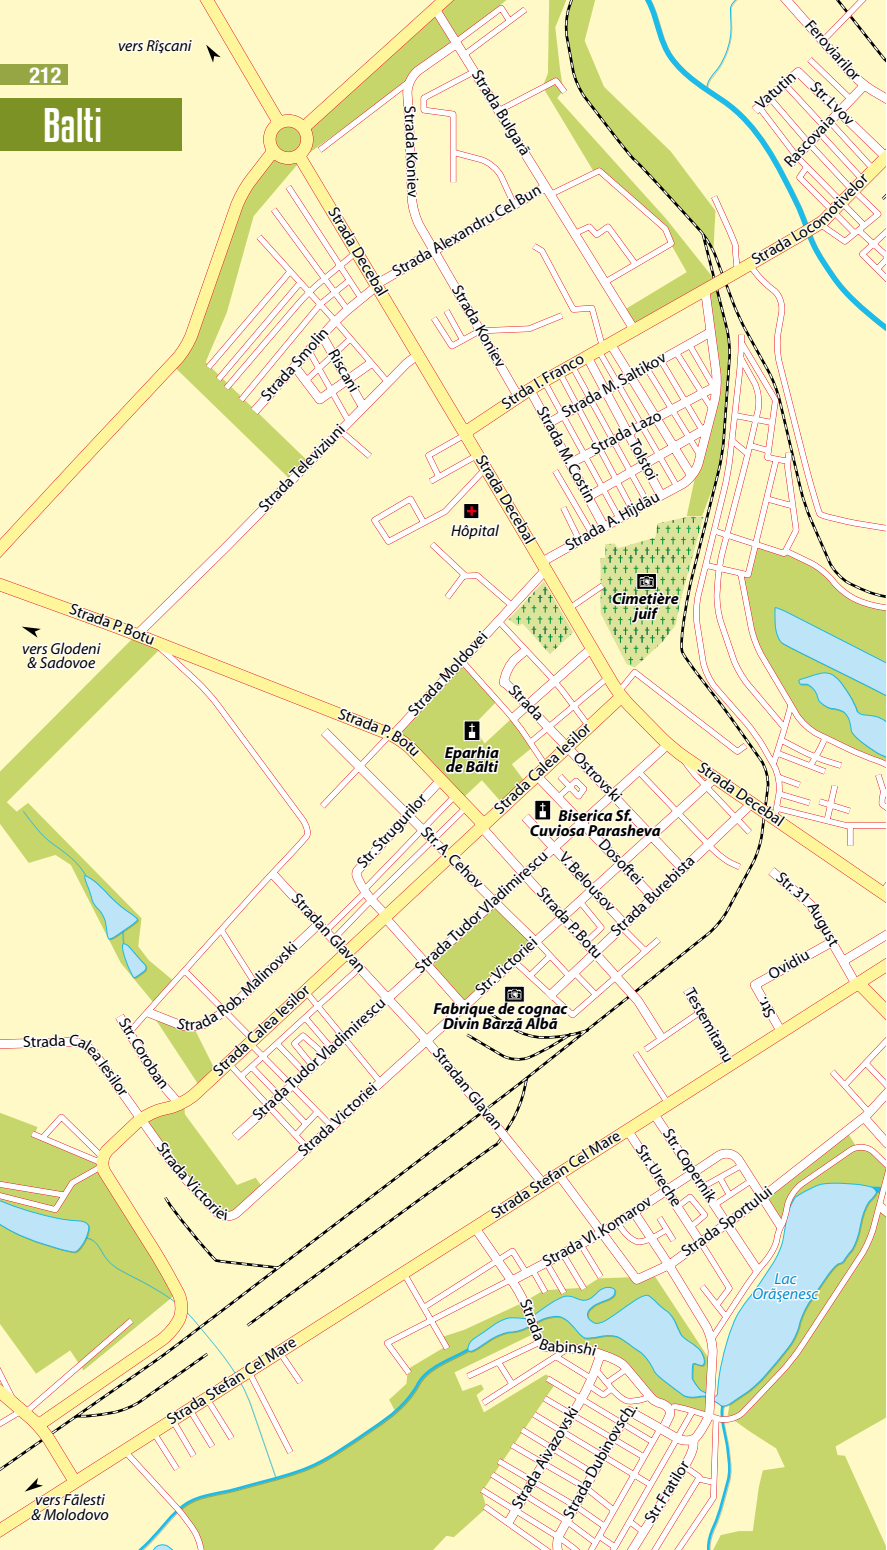 vers Rîşcani
212
Balti
Feroviarilor
Vatutin
Str. Lvov
Rascovaia
Strada Locomotivelor
Strada Bulgară
Strada Koniev
Strada Alexandru Cel Bun
Strada Decebal
Strada Koniev
Strada Smolin
Riscani
Strda I. Franco
Strada M. Saltikov
Strada Lazo
Tolstoi
Strada M. Costin
Strada A. Hijdău
Strada Televiziuni
Strada Decebal
Hôpital
Cimetière
juif
Strada P. Botu
vers Glodeni
& Sadovoe
Strada Moldovei
Strada
Ostrovski
Strada P. Botu
Eparhia
de Bălti
Strada Calea Iesilor
Strada Decebal
Biserica Sf.
Cuviosa Parasheva
Str. Strugurilor
Str. A. Cehov
Dosoftei
V. Belousov
Strada Burebista
Strada Tudor Vladimirescu
Strada P. Botu
Str. 31 August
Stradan Glavan
Str. Victoriei
Ovidiu
Str.
Strada Rob. Malinovski
Fabrique de cognac
Divin Bărză Albă
Testemitanu
Strada Calea Iesilor
Strada Calea Iesilor
Str. Coroban
Strada Tudor Vladimirescu
Stradan Glavan
Strada Victoriei
Strada Victoriei
Strada Stefan Cel Mare
Str. Copernik
Str. Ureche
Strada Vl. Komarov
Strada Sportului
Lac
Orăşenesc
Strada Babinshi
Strada Stefan Cel Mare
Strada Aivazovski
Strada Dubinovsch.
Str. Fratilor
vers Fălesti
& Molodovo